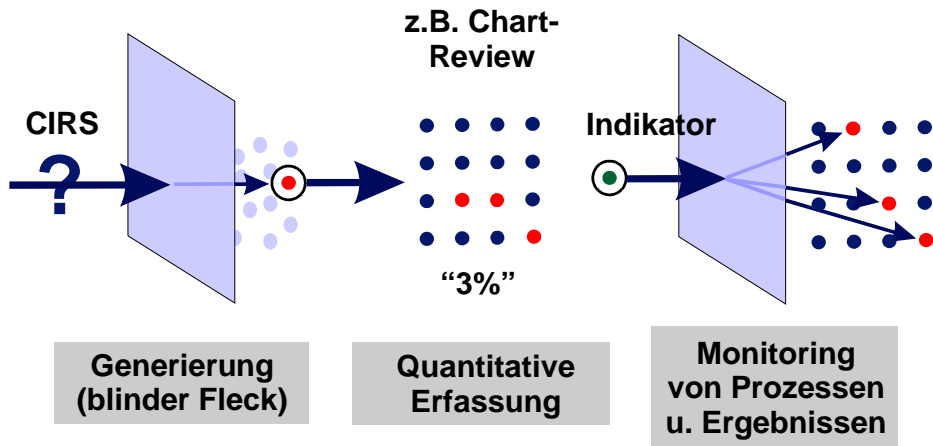 z.B. Chart-
Review
CIRS
?
Indikator
“3%”
Generierung
(blinder Fleck)
Quantitative
Erfassung
Monitoring
von Prozessen
u. Ergebnissen